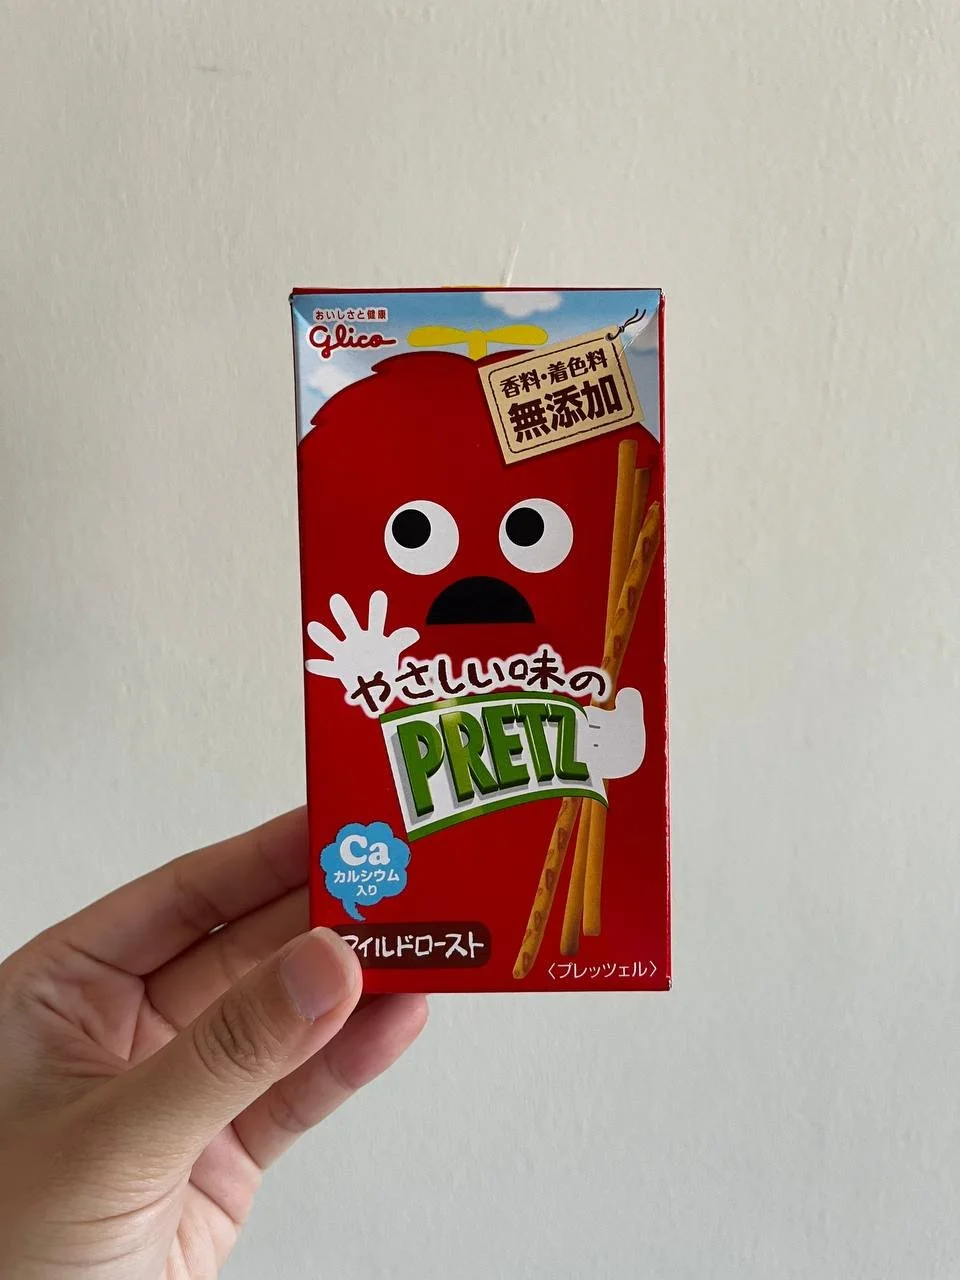 おいしさと健康
Glico
香料・着色料
無添加
やさしい味の
PRETZ
Ca
カルシウム
入り
イルドロースト
〈プレッツェル〉